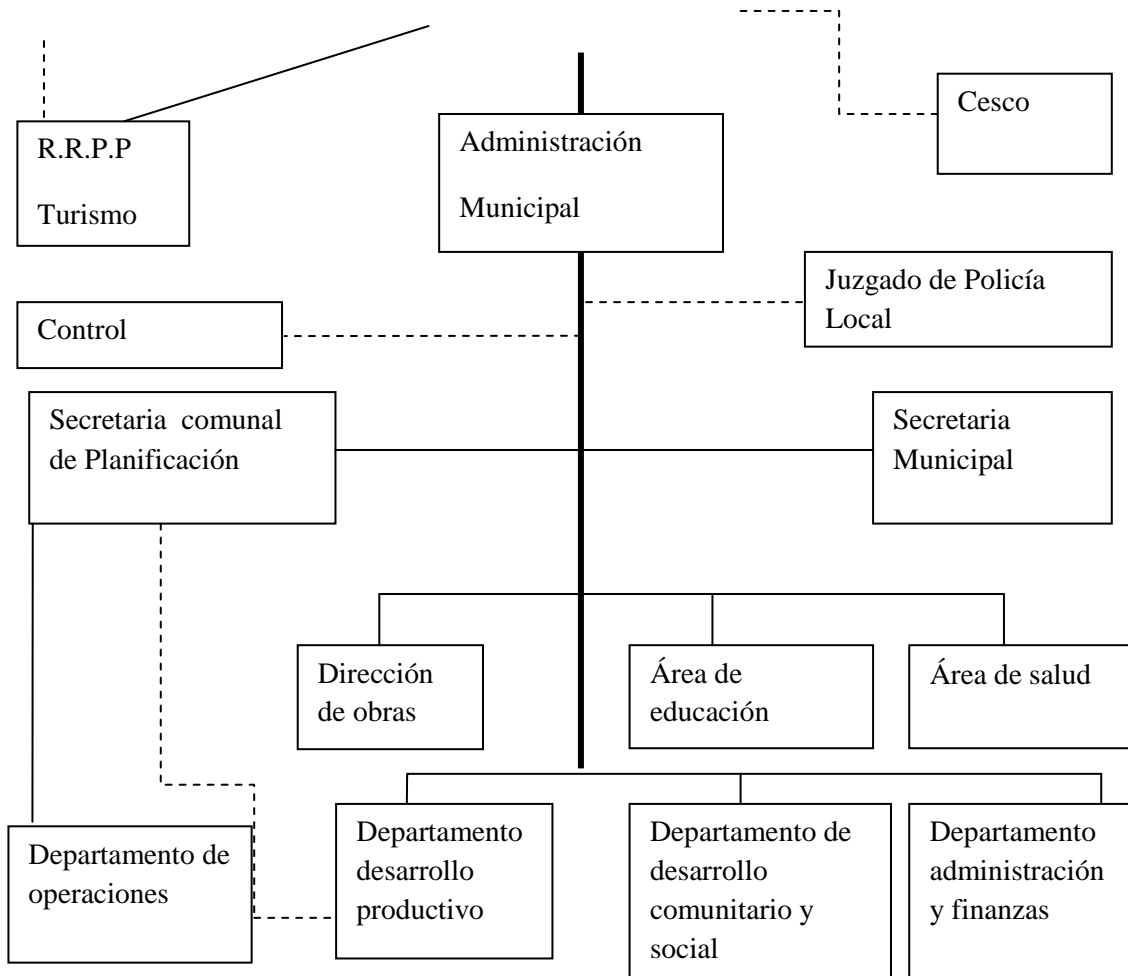 Cesco
R.R.P.P
Turismo
Administración
Municipal
Juzgado de Policía
Local
Control
Secretaria comunal
de Planificación
Secretaria
Municipal
Dirección
de obras
Área de
educación
Área de salud
Departamento de
operaciones
Departamento
desarrollo
productivo
Departamento de
desarrollo
comunitario y
social
Departamento
administración
y finanzas